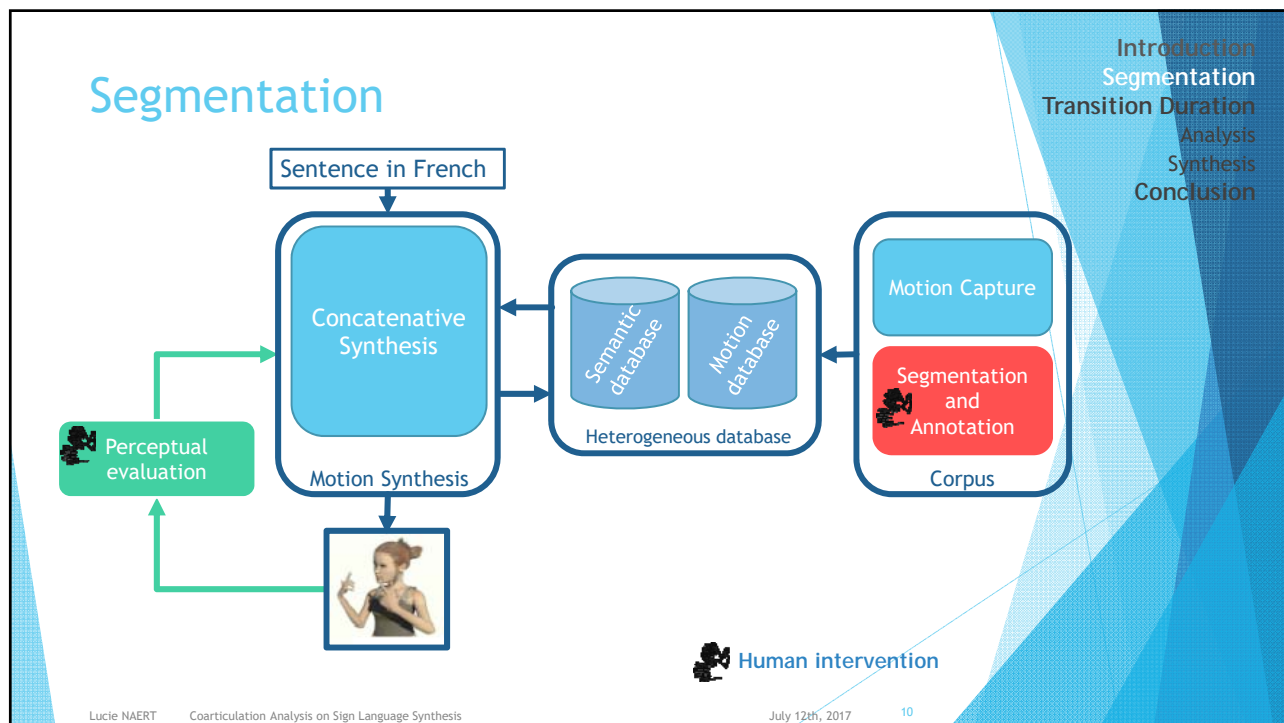 Segmentation
Introduction
Segmentation
Transition Duration
Analysis
Synthesis
Conclusion
Sentence in French
Concatenative
Synthesis
Motion Synthesis
Semantic
database
Motion
database
Heterogeneous database
Motion Capture
Segmentation
and
Annotation
Corpus
Perceptual
evaluation
Human intervention
Lucie NAERT Coarticulation Analysis on Sign Language Synthesis July 12th, 2017 10